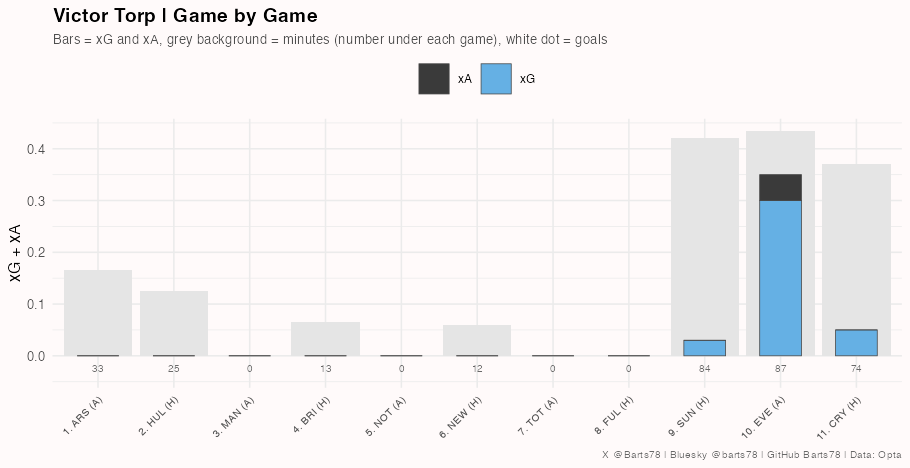 Victor Torp | Game by Game
Bars = xG and xA, grey background = minutes (number under each game), white dot = goals
xA xG
xG + xA
0.4
0.3
0.2
0.1
0.0
33 25 0 13 0 12 0 0 84 87 74
1. ARS (A) 2. HUL (H) 3. MAN (A) 4. BRI (H) 5. NOT (A) 6. NEW (H) 7. TOT (A) 8. FUL (H) 9. SUN (H) 10. EVE (A) 11. CRY (H)
X @Barts78 | Bluesky @barts78 | GitHub Barts78 | Data: Opta